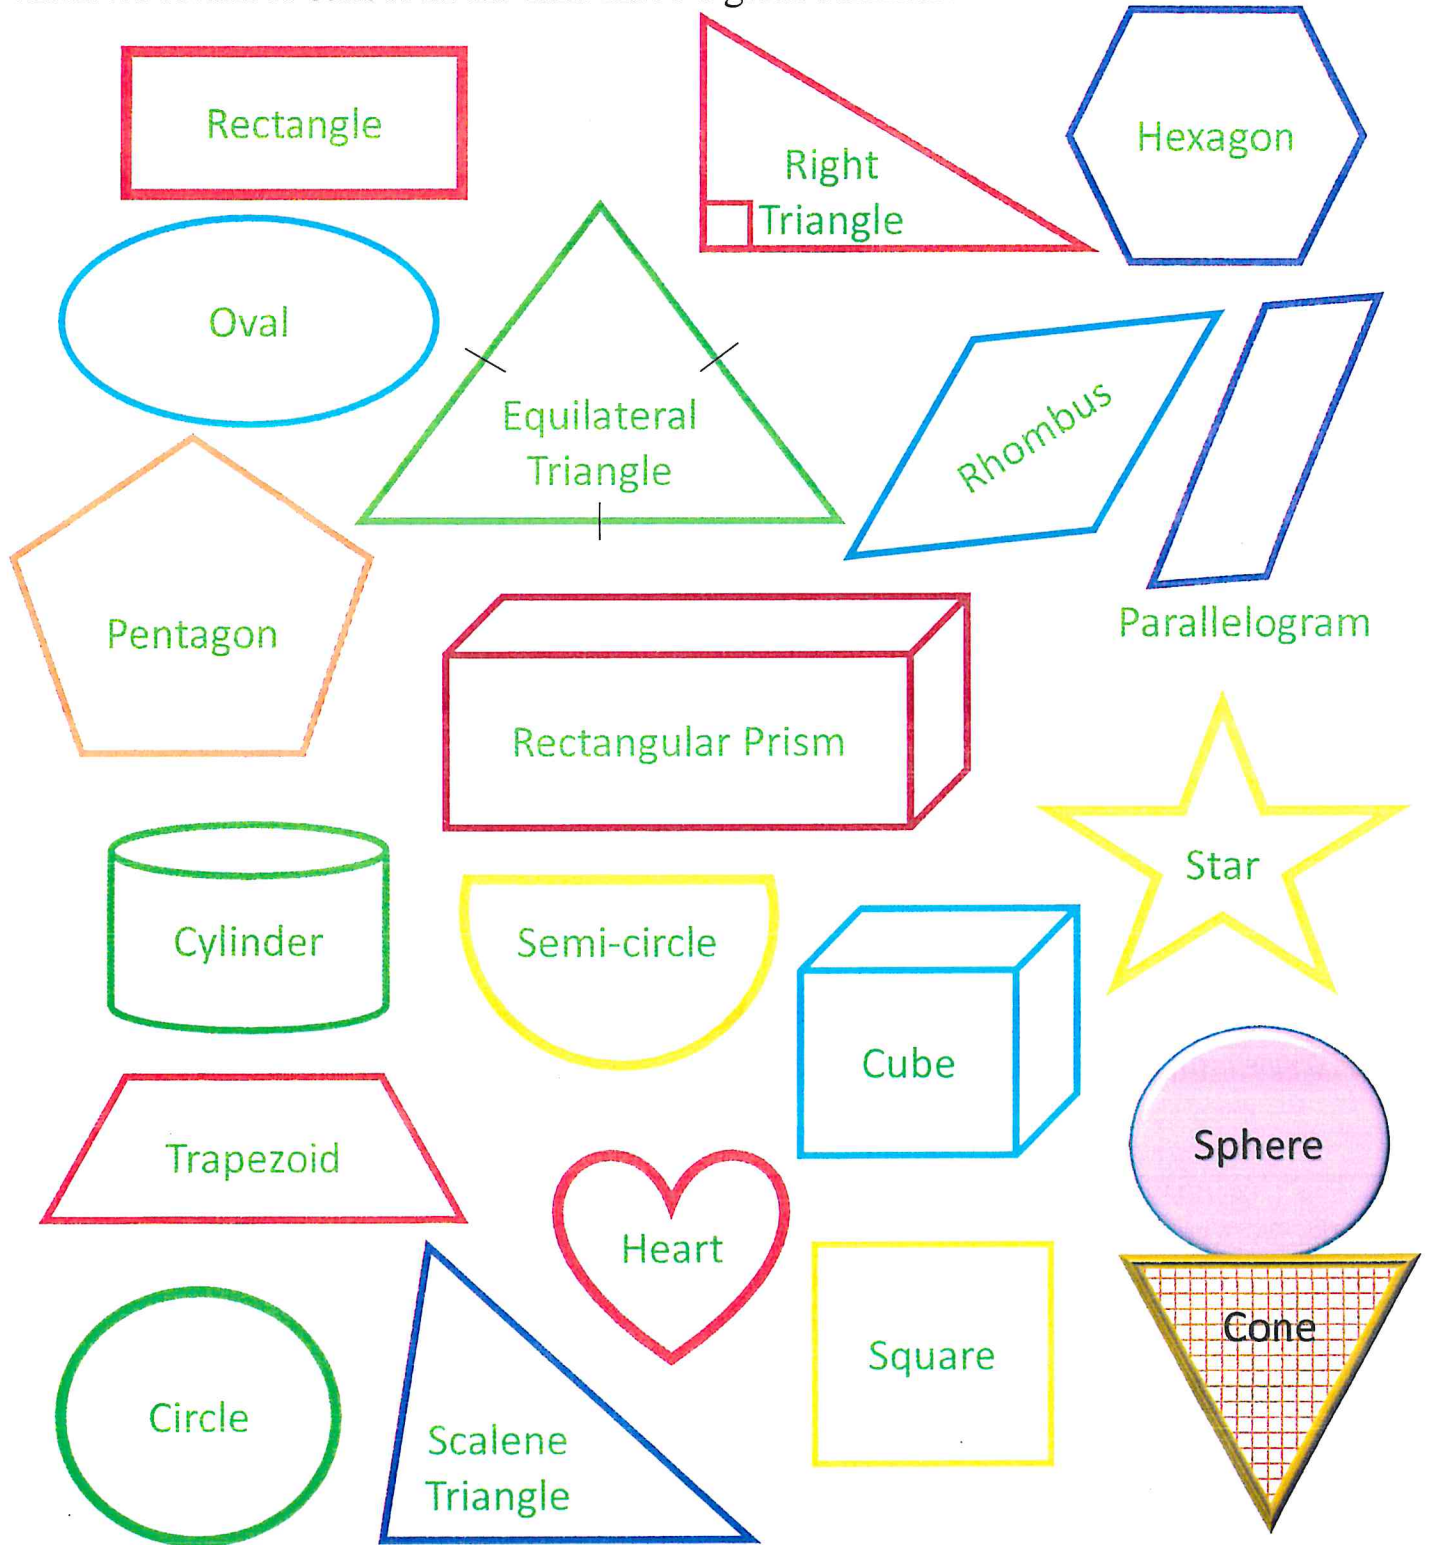 Rectangle
Right
Triangle
Hexagon
Oval
Equilateral
Triangle
Rhombus
Parallelogram
Pentagon
Rectangular Prism
Star
Cylinder
Semi-circle
Cube
Sphere
Trapezoid
Heart
Cone
Square
Circle
Scalene
Triangle